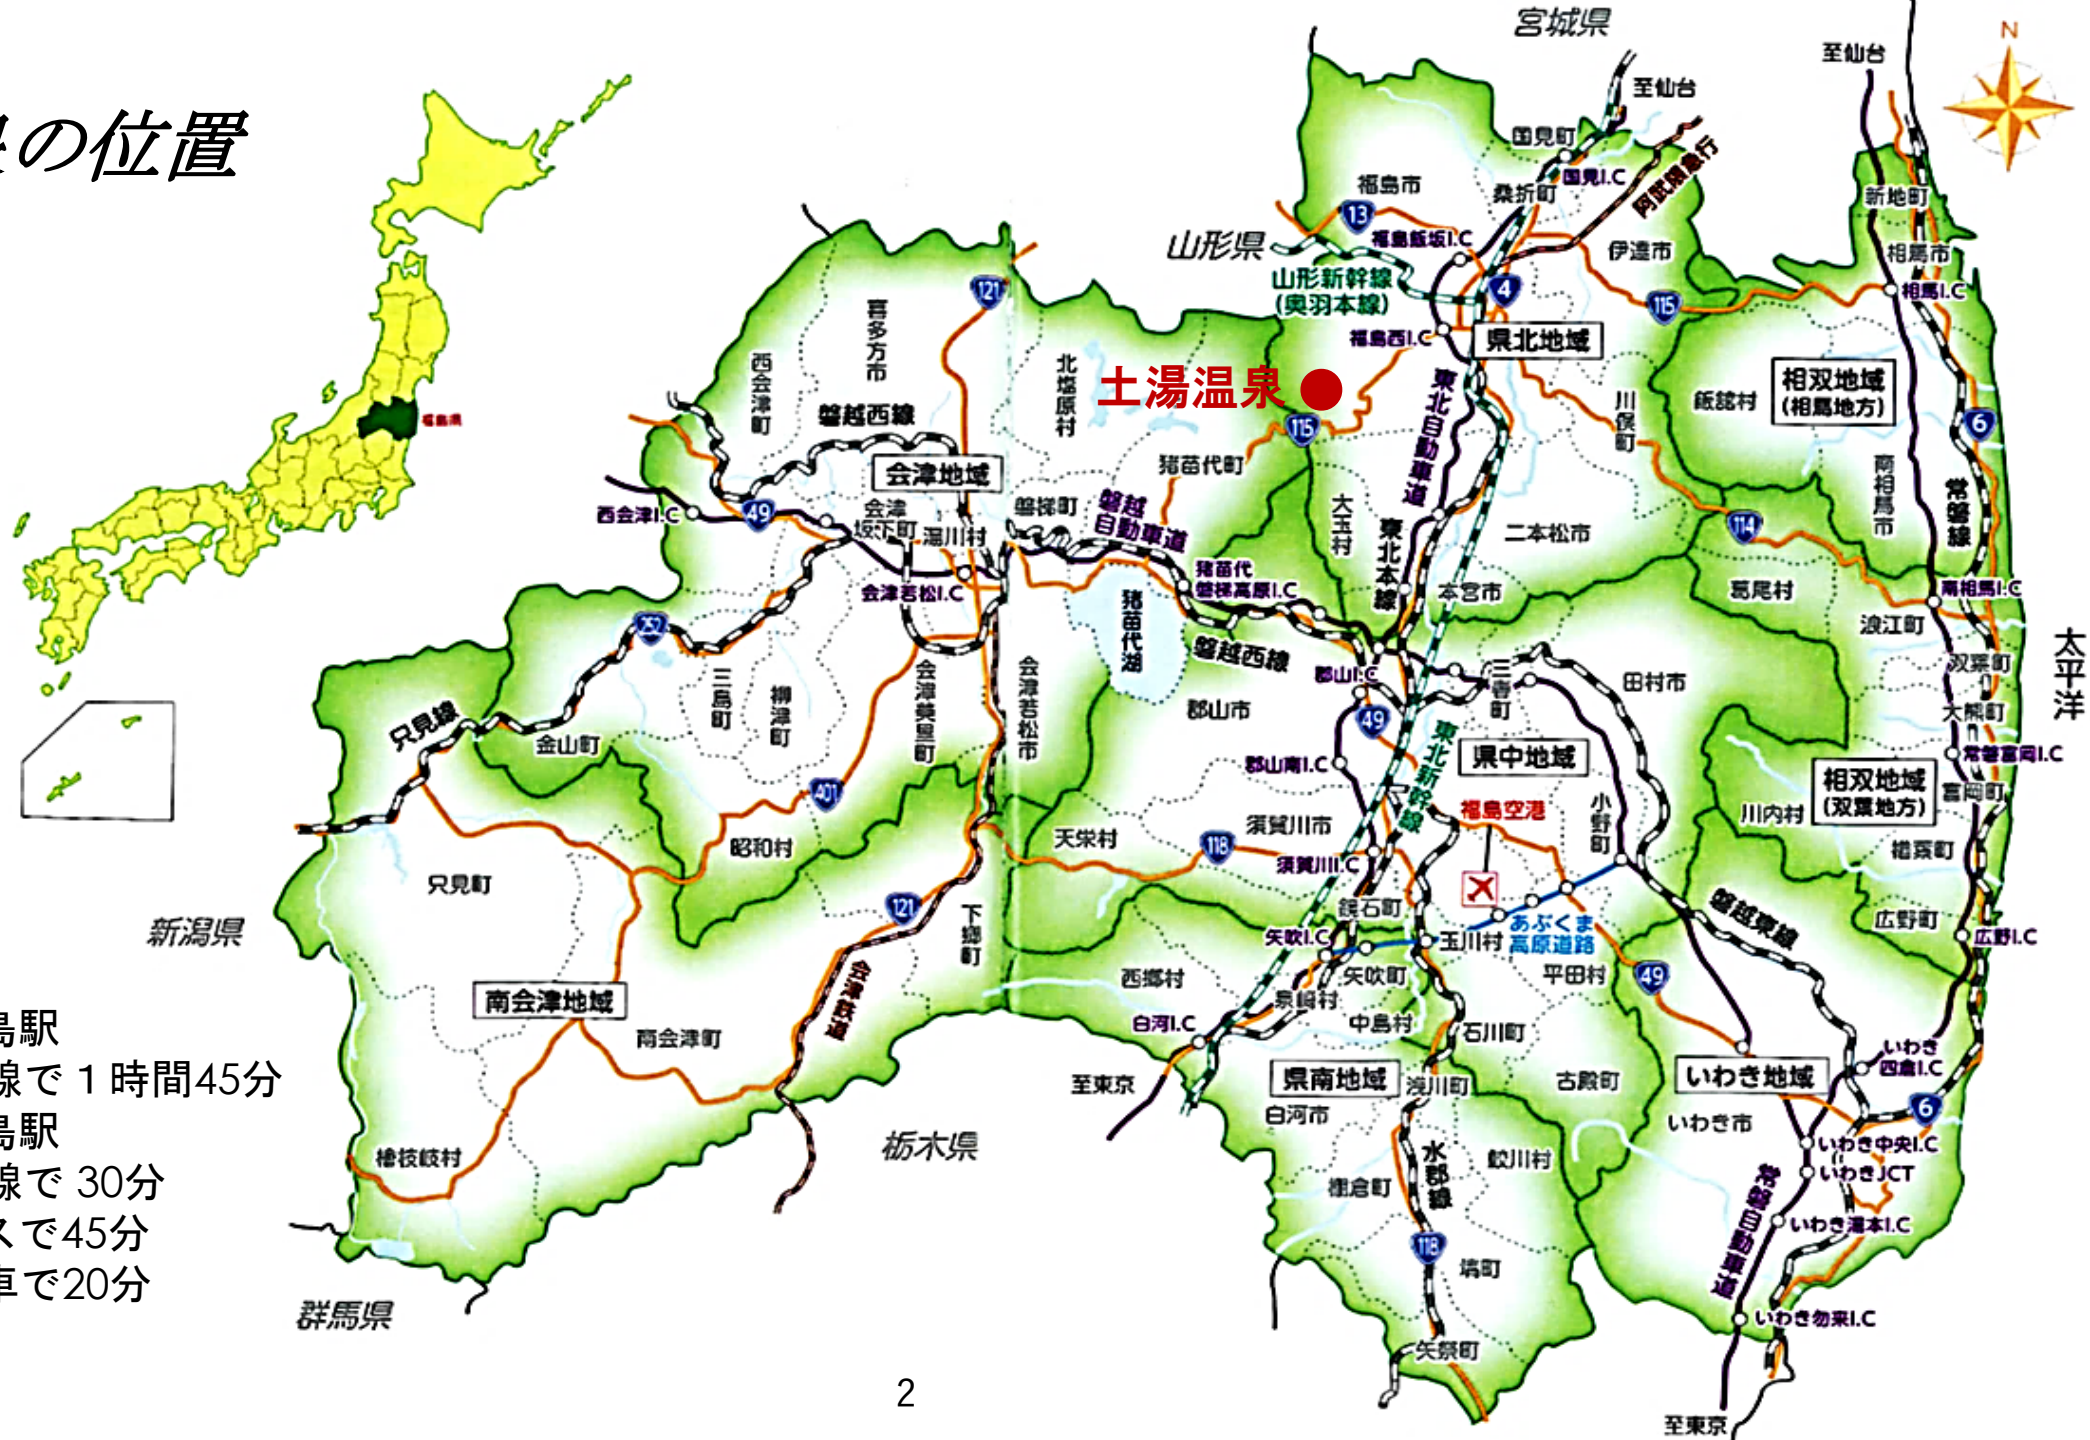 の位置
福島県
島駅
線で１時間45分
島駅
線で 30分
スで45分
車で20分
2
N
宮城県
山形県
新潟県
群馬県
栃木県
太平洋
至仙台
至仙台
至東京
至東京
国見町
国見I.C
桑折町
阿武隈急行
福島市
13
福島飯坂I.C
伊達市
山形新幹線
(奥羽本線)
4
115
福島西I.C
県北地域
土湯温泉
115
東北自動車道
川俣町
新地町
相馬市
相馬I.C
相双地域
(相馬地方)
飯舘村
6
南相馬市
常磐線
114
南相馬I.C
葛尾村
浪江町
双葉町
大熊町
常磐富岡I.C
富岡町
相双地域
(双葉地方)
川内村
楢葉町
広野町
広野I.C
121
喜多方市
西会津町
北塩原村
磐越西線
会津地域
西会津I.C
49
会津
坂下町
湯川村
磐梯町
磐越
自動車道
猪苗代町
会津若松I.C
猪苗代
磐梯高原I.C
猪苗代湖
磐越西線
大玉村
東北本線
二本松市
本宮市
252
三島町
柳津町
会津美里町
会津若松市
只見線
金山町
401
昭和村
只見町
121
下郷町
会津鉄道
南会津地域
南会津町
檜枝岐村
郡山I.C
郡山市
49
三春町
田村市
東北新幹線
県中地域
郡山南I.C
福島空港
小野町
須賀川市
天栄村
118
須賀川I.C
鏡石町
矢吹I.C
玉川村
あぶくま
高原道路
矢吹町
平田村
49
磐越東線
西郷村
泉崎村
中島村
白河I.C
石川町
県南地域
浅川町
古殿町
白河市
水郡線
鮫川村
棚倉町
118
塙町
矢祭町
いわき地域
いわき
四倉I.C
いわき市
6
いわき中央I.C
いわきJCT
いわき湯本I.C
常磐自動車道
いわき勿来I.C